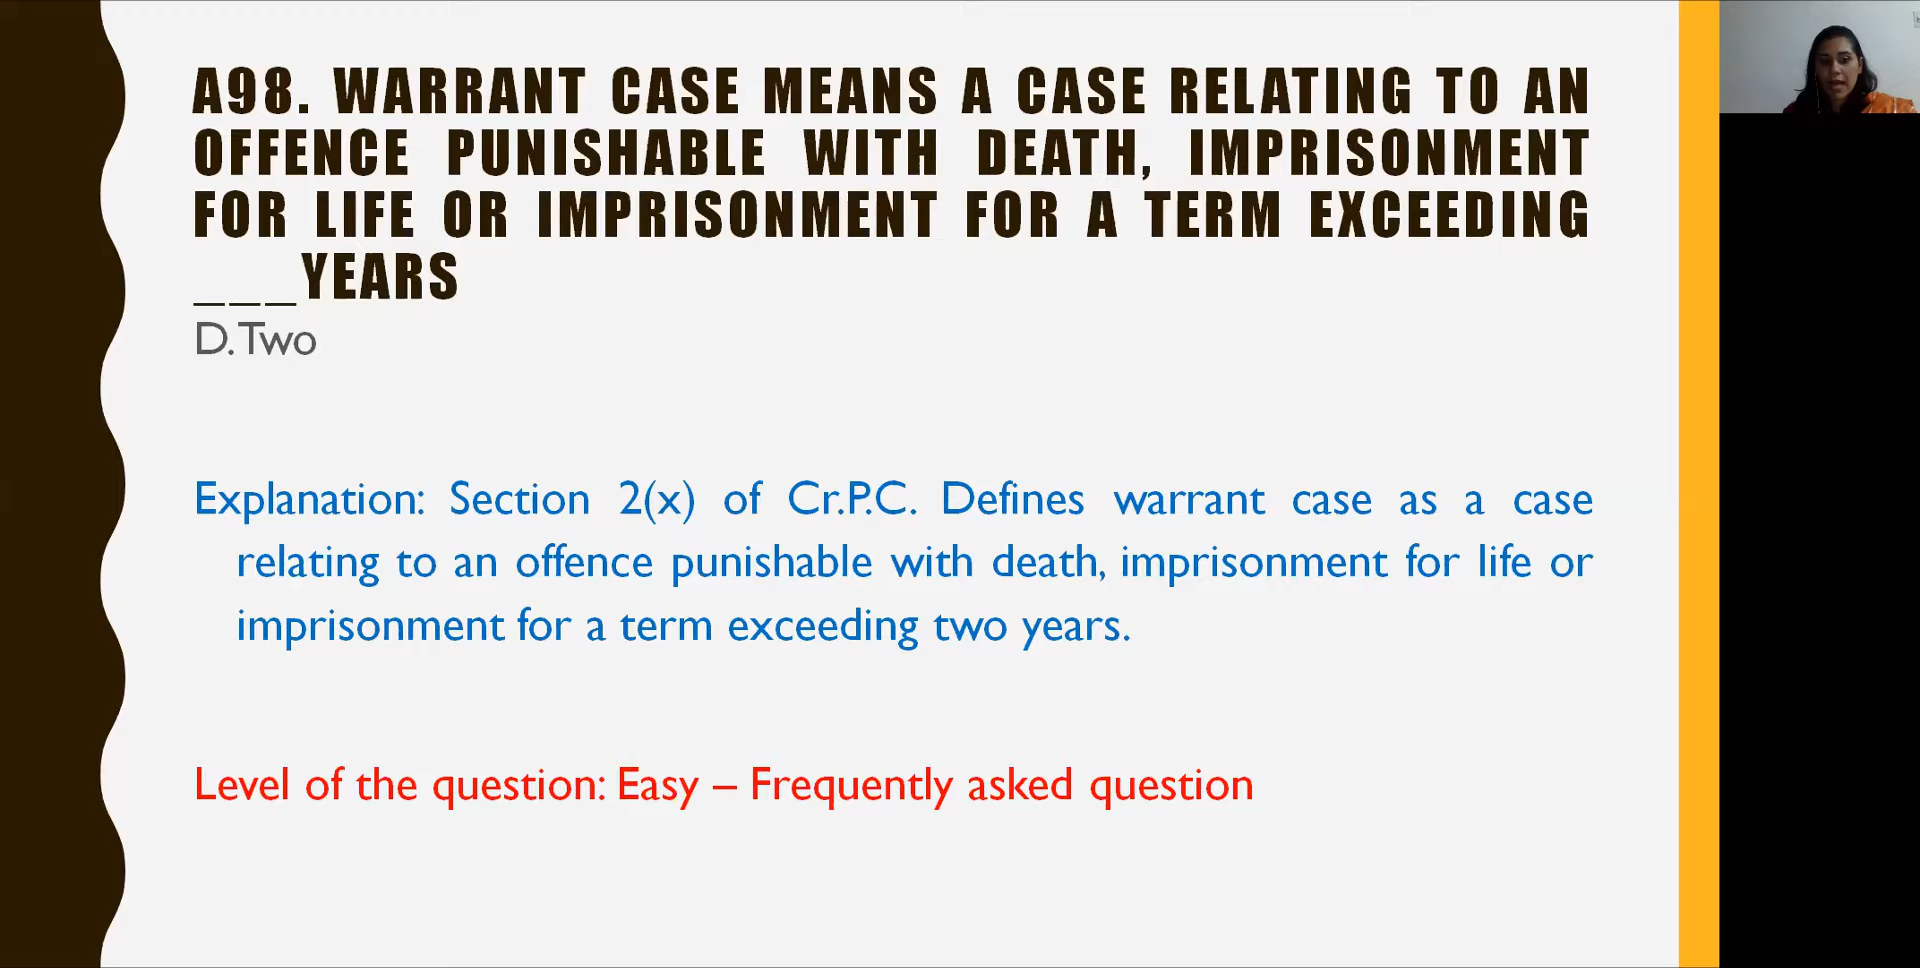 A98. WARRANT CASE MEANS A CASE RELATING TO AN
OFFENCE PUNISHABLE WITH DEATH, IMPRISONMENT
FOR LIFE OR IMPRISONMENT FOR A TERM EXCEEDING
___YEARS
D. Two
Explanation: Section 2(x) of Cr.P.C. Defines warrant case as a case
relating to an offence punishable with death, imprisonment for life or
imprisonment for a term exceeding two years.
Level of the question: Easy – Frequently asked question